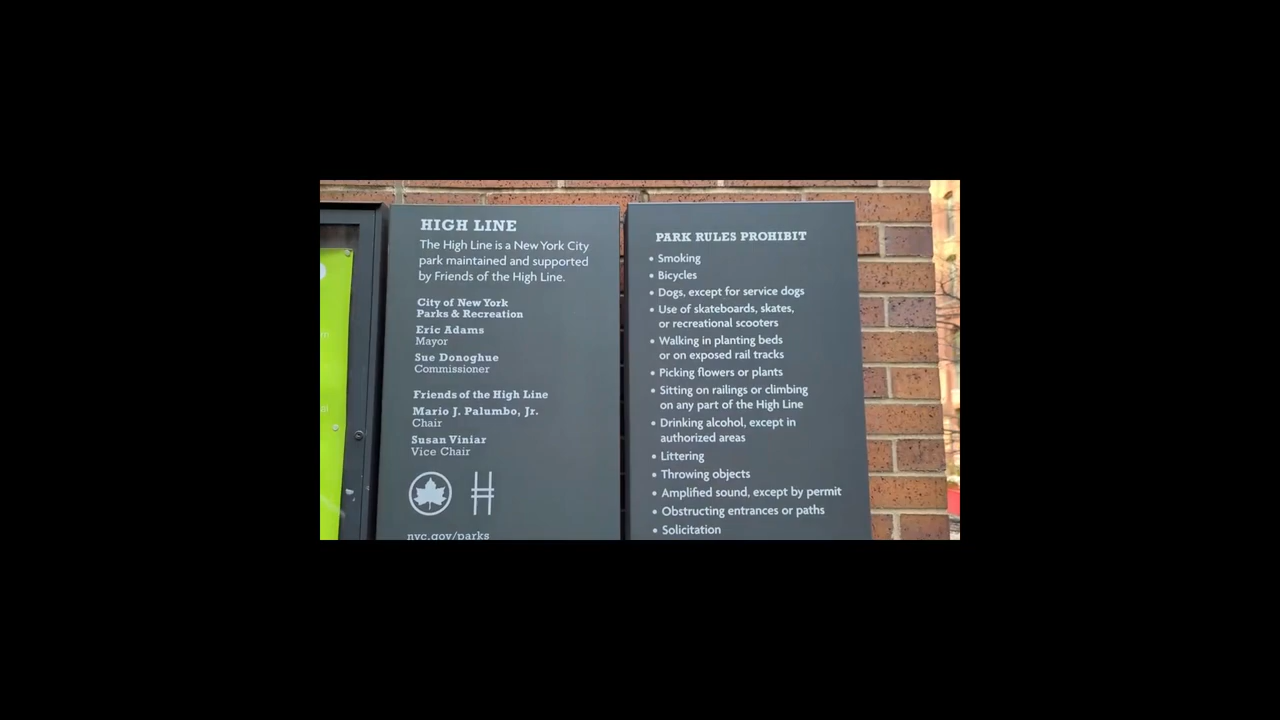 HIGH LINE
The High Line is a New York City
park maintained and supported
by Friends of the High Line.
City of New York
Parks & Recreation
Eric Adams
Mayor
Sue Donoghue
Commissioner
Friends of the High Line
Mario J. Palumbo, Jr.
Chair
Susan Viniar
Vice Chair
nyc.gov/parks
PARK RULES PROHIBIT
• Smoking
• Bicycles
• Dogs, except for service dogs
• Use of skateboards, skates,
or recreational scooters
• Walking in planting beds
or on exposed rail tracks
• Picking flowers or plants
• Sitting on railings or climbing
on any part of the High Line
• Drinking alcohol, except in
authorized areas
• Littering
• Throwing objects
• Amplified sound, except by permit
• Obstructing entrances or paths
• Solicitation